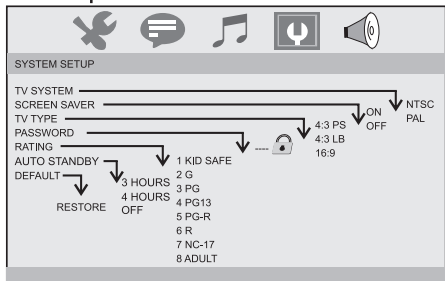 SYSTEM SETUP
TV SYSTEM
SCREEN SAVER
TV TYPE
PASSWORD
RATING
AUTO STANDBY
DEFAULT
NTSC
PAL
ON
OFF
4:3 PS
4:3 LB
16:9
----
1 KID SAFE
2 G
3 PG
4 PG13
5 PG-R
6 R
7 NC-17
8 ADULT
3 HOURS
4 HOURS
OFF
RESTORE